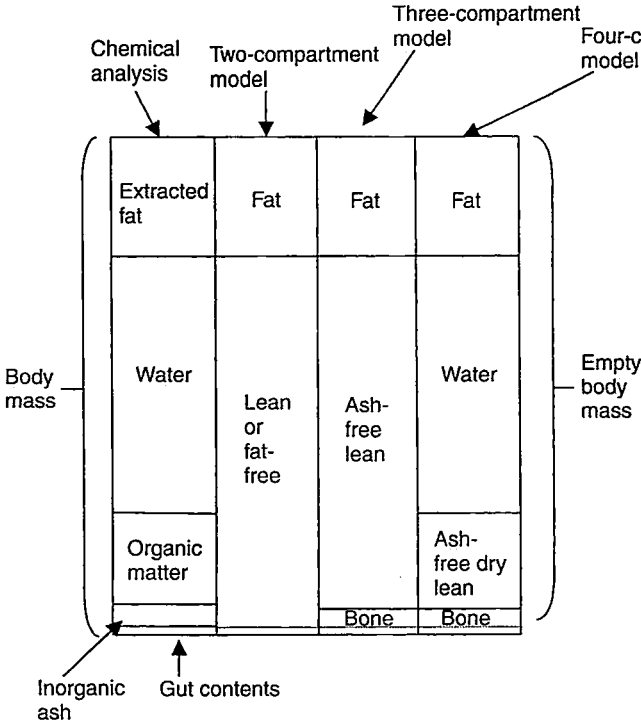 Chemical
analysis
Two-compartment
model
Three-compartment
model
Four-c
model
Extracted
fat
Fat
Fat
Fat
Body
mass
Water
Lean
or
fat-
free
Ash-
free
lean
Water
Empty
body
mass
Organic
matter
Ash-
free dry
lean
Bone
Bone
Inorganic
ash
Gut contents